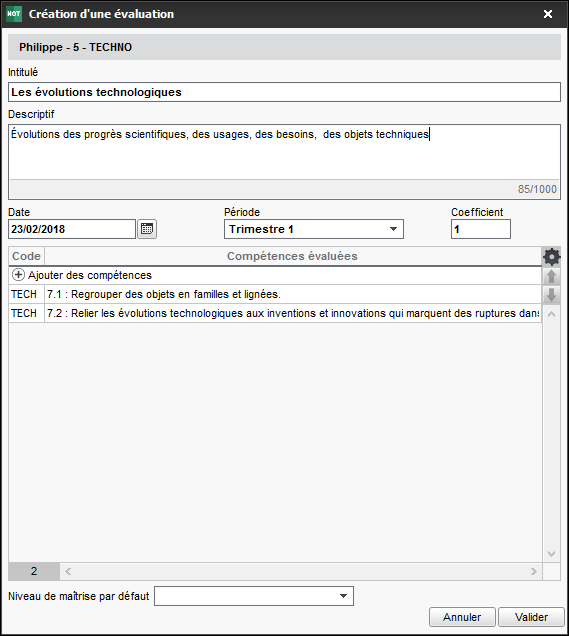 NOT Création d'une évaluation
Philippe - 5 - TECHNO
Intitulé
Les évolutions technologiques
Descriptif
Évolutions des progrès scientifiques, des usages, des besoins,  des objets techniques
85/1000
Date Période Coefficient
23/02/2018 Trimestre 1 1
Code Compétences évaluées
Ajouter des compétences
TECH 7.1 : Regrouper des objets en familles et lignées.
TECH 7.2 : Relier les évolutions technologiques aux inventions et innovations qui marquent des ruptures dans
2
Niveau de maîtrise par défaut
Annuler Valider